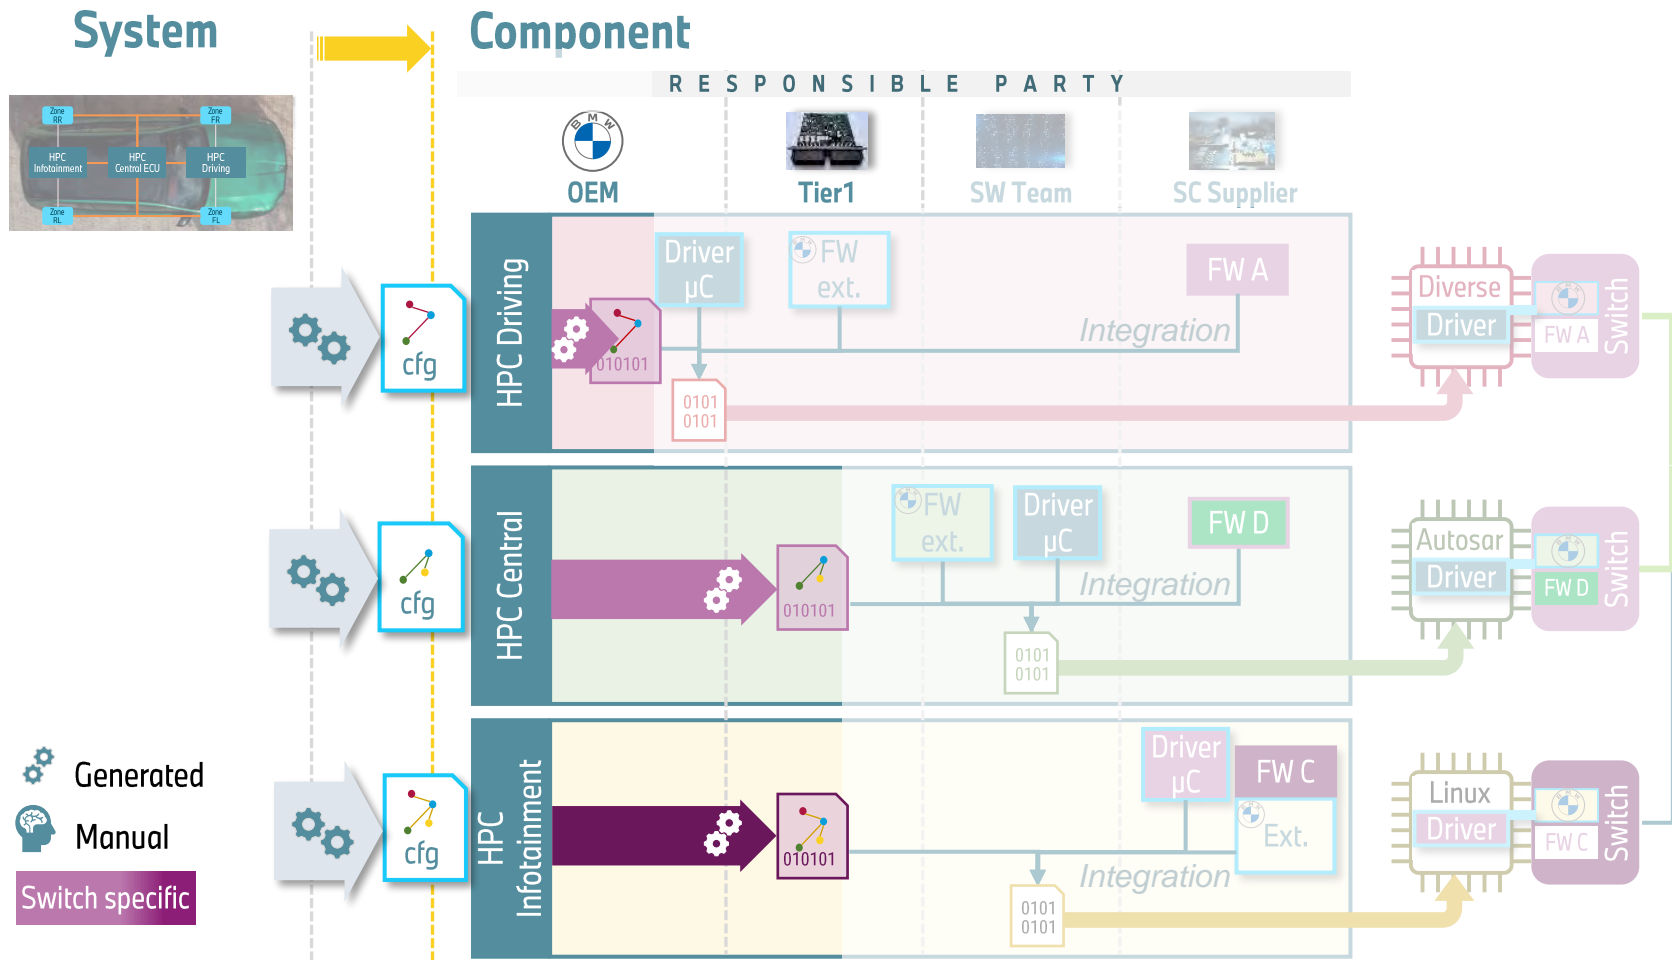 System
Component
RESPONSIBLE PARTY
Zone
RR
Zone
FR
HPC
Infotainment
HPC
Central ECU
HPC
Driving
Zone
RL
Zone
FL
BMW
OEM
Tier1
SW Team
SC Supplier
cfg
HPC Driving
010101
Driver
µC
FW
ext.
FW A
Integration
0101
0101
Diverse
Driver
FW A
Switch
cfg
HPC Central
010101
FW
ext.
Driver
µC
FW D
Integration
0101
0101
Autosar
Driver
FW D
Switch
cfg
HPC
Infotainment
010101
Driver
µC
FW C
Ext.
Integration
0101
0101
Linux
Driver
FW C
Switch
Generated
Manual
Switch specific